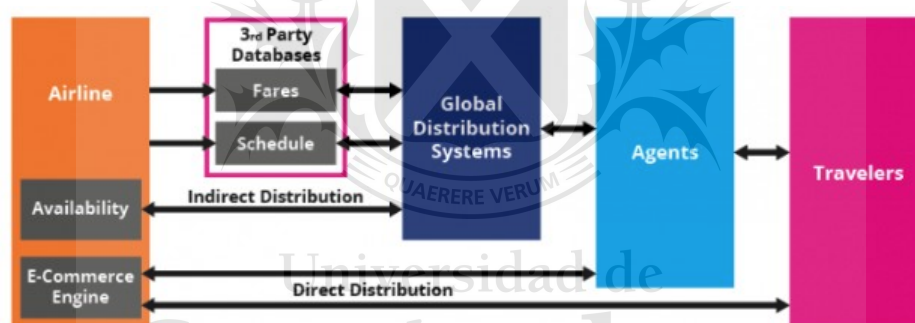 3rd Party
Databases
Airline
Fares
Schedule
Global
Distribution
Systems
Agents
Travelers
QUAERERE VERUM
Indirect Distribution
Availability
Universidad de
E-Commerce
Engine
Direct Distribution